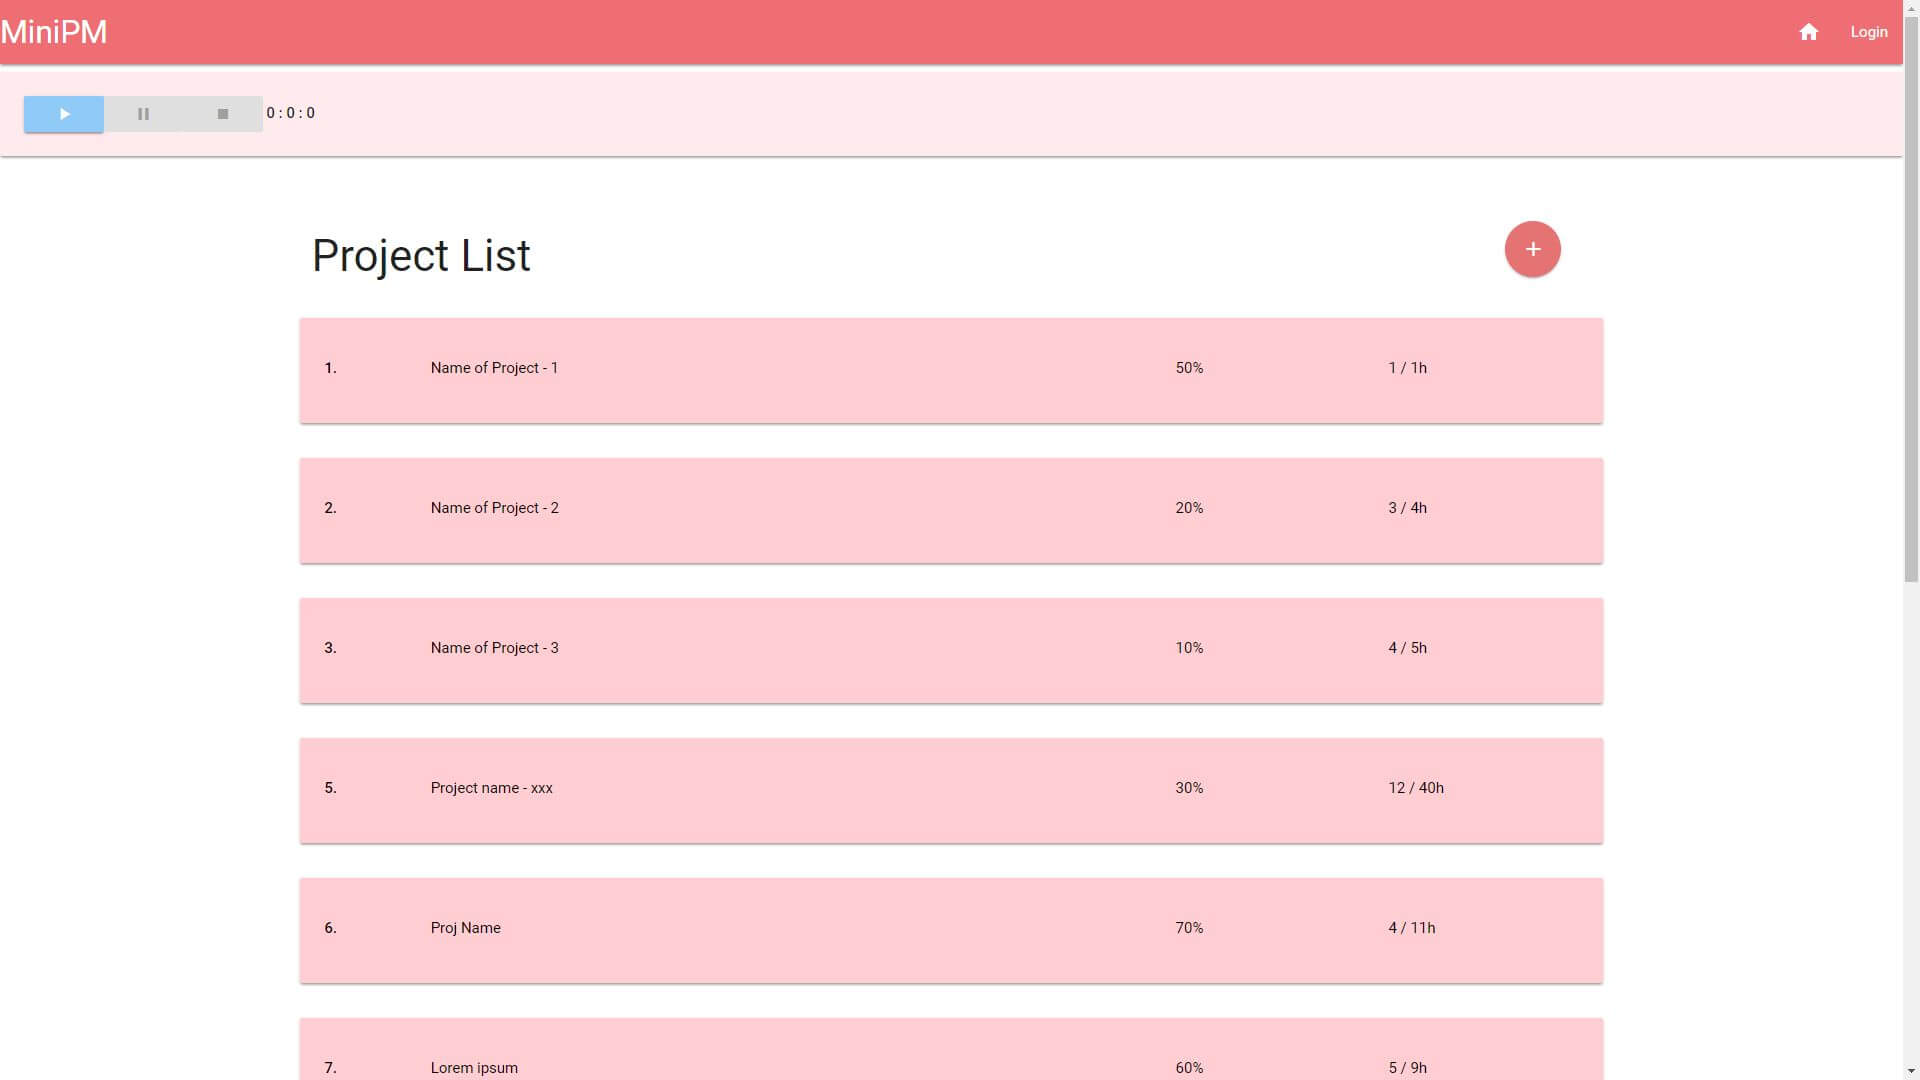 MiniPM
Login
0 : 0 : 0
Project List
+
1. Name of Project - 1 50% 1 / 1h
2. Name of Project - 2 20% 3 / 4h
3. Name of Project - 3 10% 4 / 5h
5. Project name - xxx 30% 12 / 40h
6. Proj Name 70% 4 / 11h
7. Lorem ipsum 60% 5 / 9h